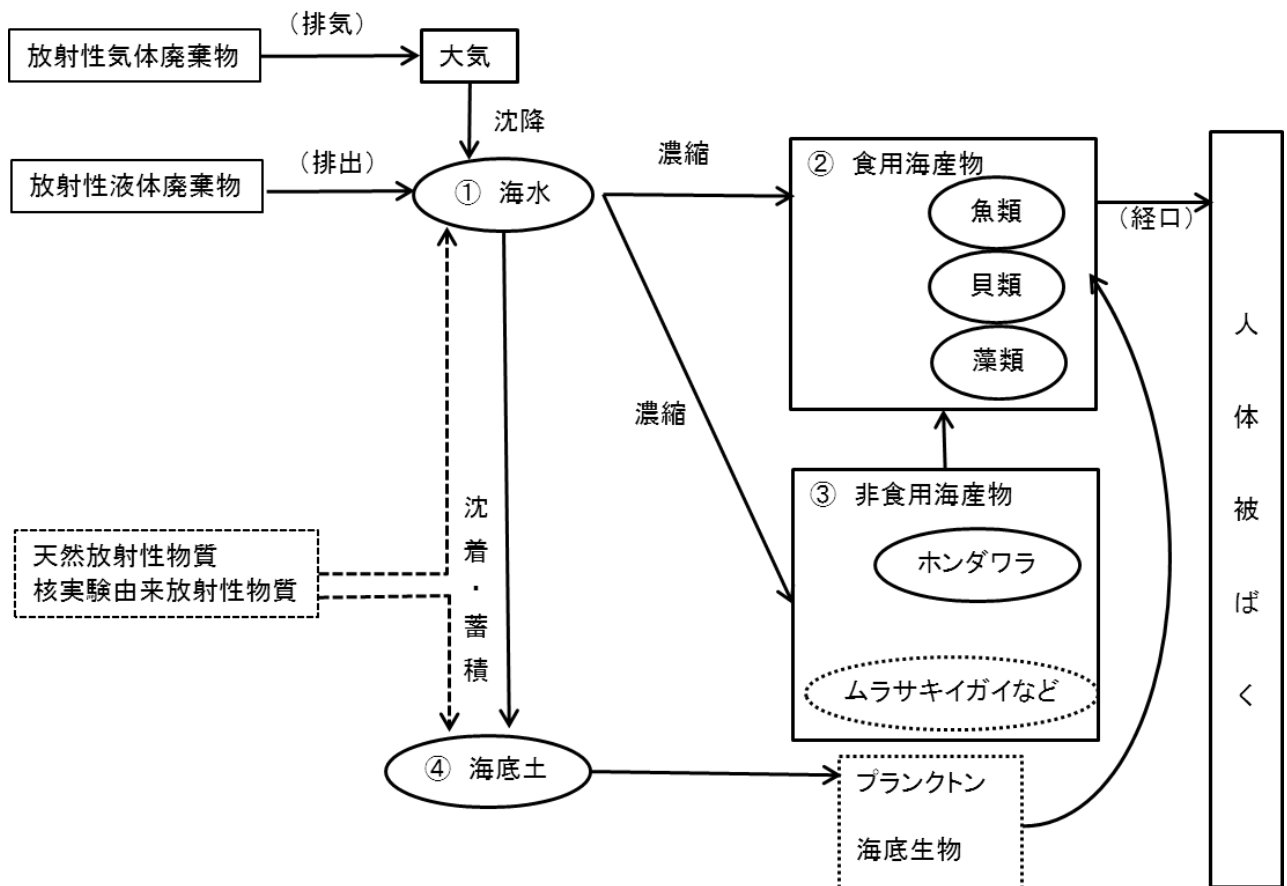 放射性気体廃棄物
（排気）
大気
沈降
放射性液体廃棄物
（排出）
① 海水
濃縮
濃縮
② 食用海産物
魚類
貝類
藻類
（経口）
人体被ばく
③ 非食用海産物
ホンダワラ
ムラサキイガイなど
天然放射性物質
核実験由来放射性物質
沈着・蓄積
④ 海底土
プランクトン
海底生物